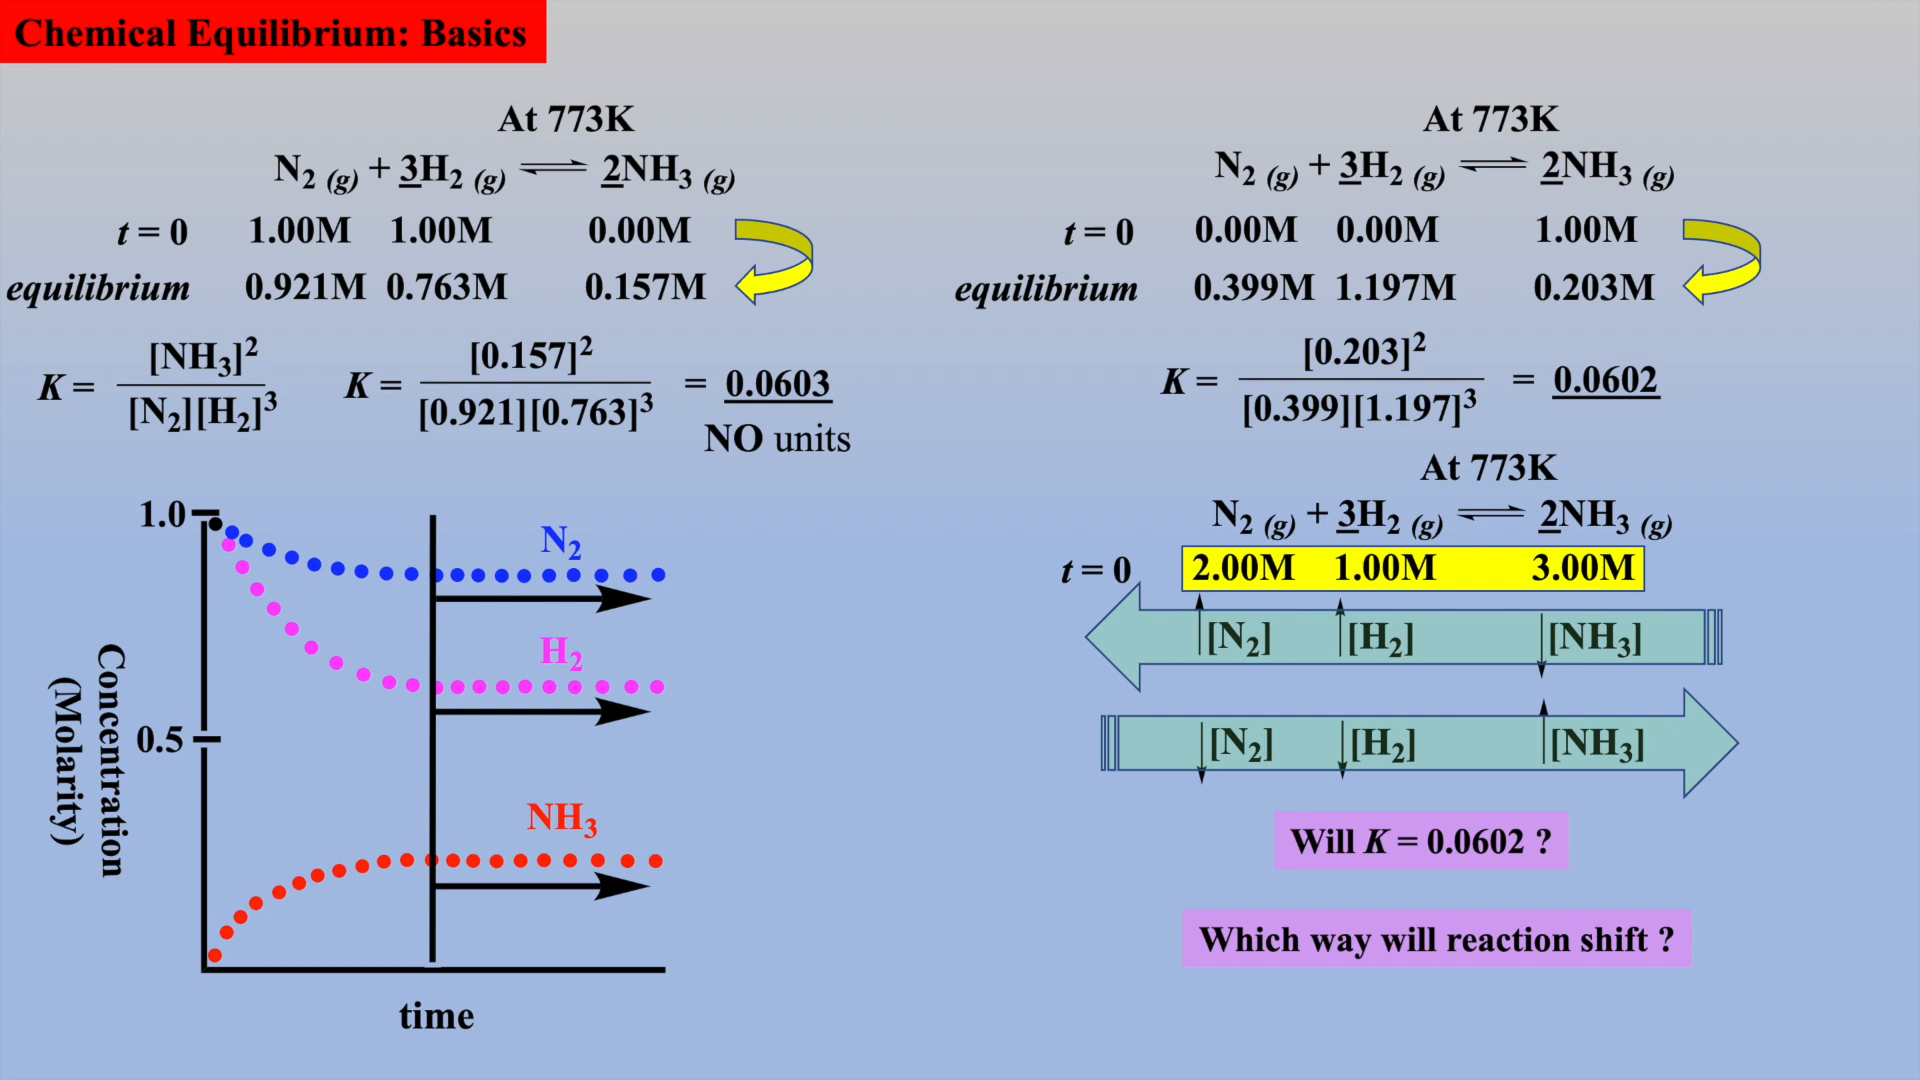 Chemical Equilibrium: Basics
At 773K
N2 (g) + 3H2 (g) ⇌ 2NH3 (g)
t = 0 1.00M 1.00M 0.00M
equilibrium 0.921M 0.763M 0.157M
K = [NH3]² / [N2][H2]³ K = [0.157]² / [0.921][0.763]³ = 0.0603
NO units
1.0
N2
H2
0.5
NH3
Concentration
(Molarity)
time
At 773K
N2 (g) + 3H2 (g) ⇌ 2NH3 (g)
t = 0 0.00M 0.00M 1.00M
equilibrium 0.399M 1.197M 0.203M
K = [0.203]² / [0.399][1.197]³ = 0.0602
At 773K
N2 (g) + 3H2 (g) ⇌ 2NH3 (g)
t = 0 2.00M 1.00M 3.00M
↑[N2] ↑[H2] ↓[NH3]
↓[N2] ↓[H2] ↑[NH3]
Will K = 0.0602 ?
Which way will reaction shift ?